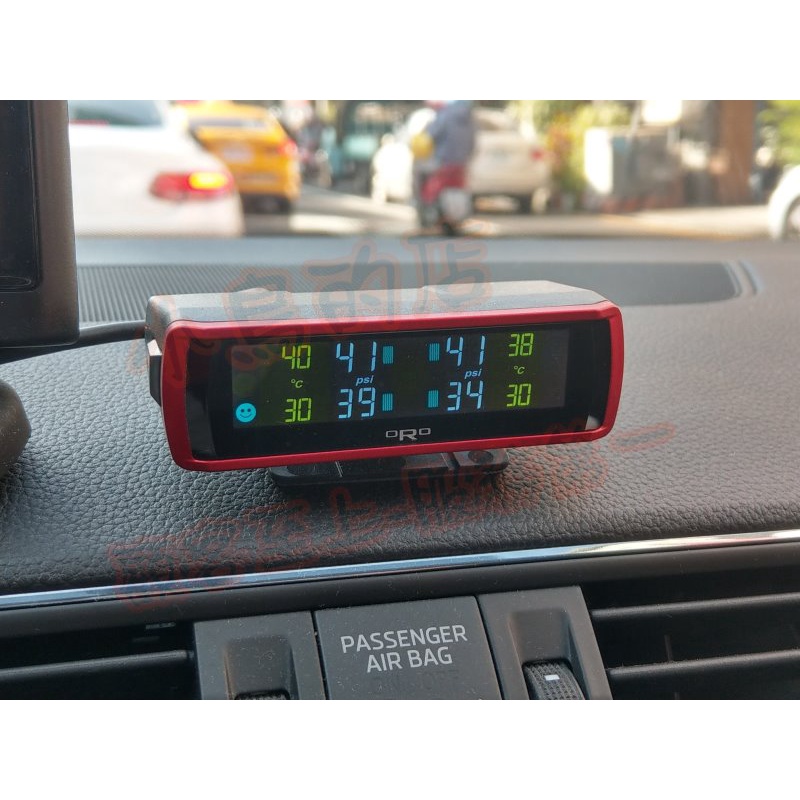 40 41 41 38
°C psi psi °C
30 39 34 30
ORO
PASSENGER
AIR BAG